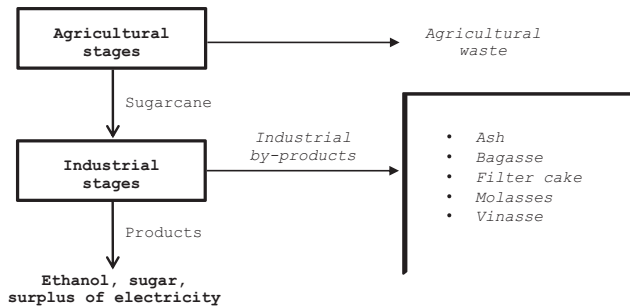 Agricultural
stages
Agricultural
waste
Sugarcane
Industrial
stages
Industrial
by-products
• Ash
• Bagasse
• Filter cake
• Molasses
• Vinasse
Products
Ethanol, sugar,
surplus of electricity